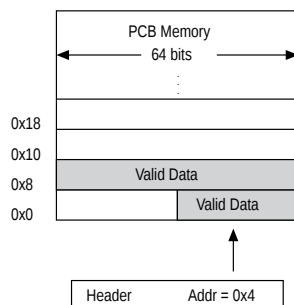 PCB Memory
64 bits
0x18
0x10
Valid Data
0x8
Valid Data
0x0
Header Addr = 0x4